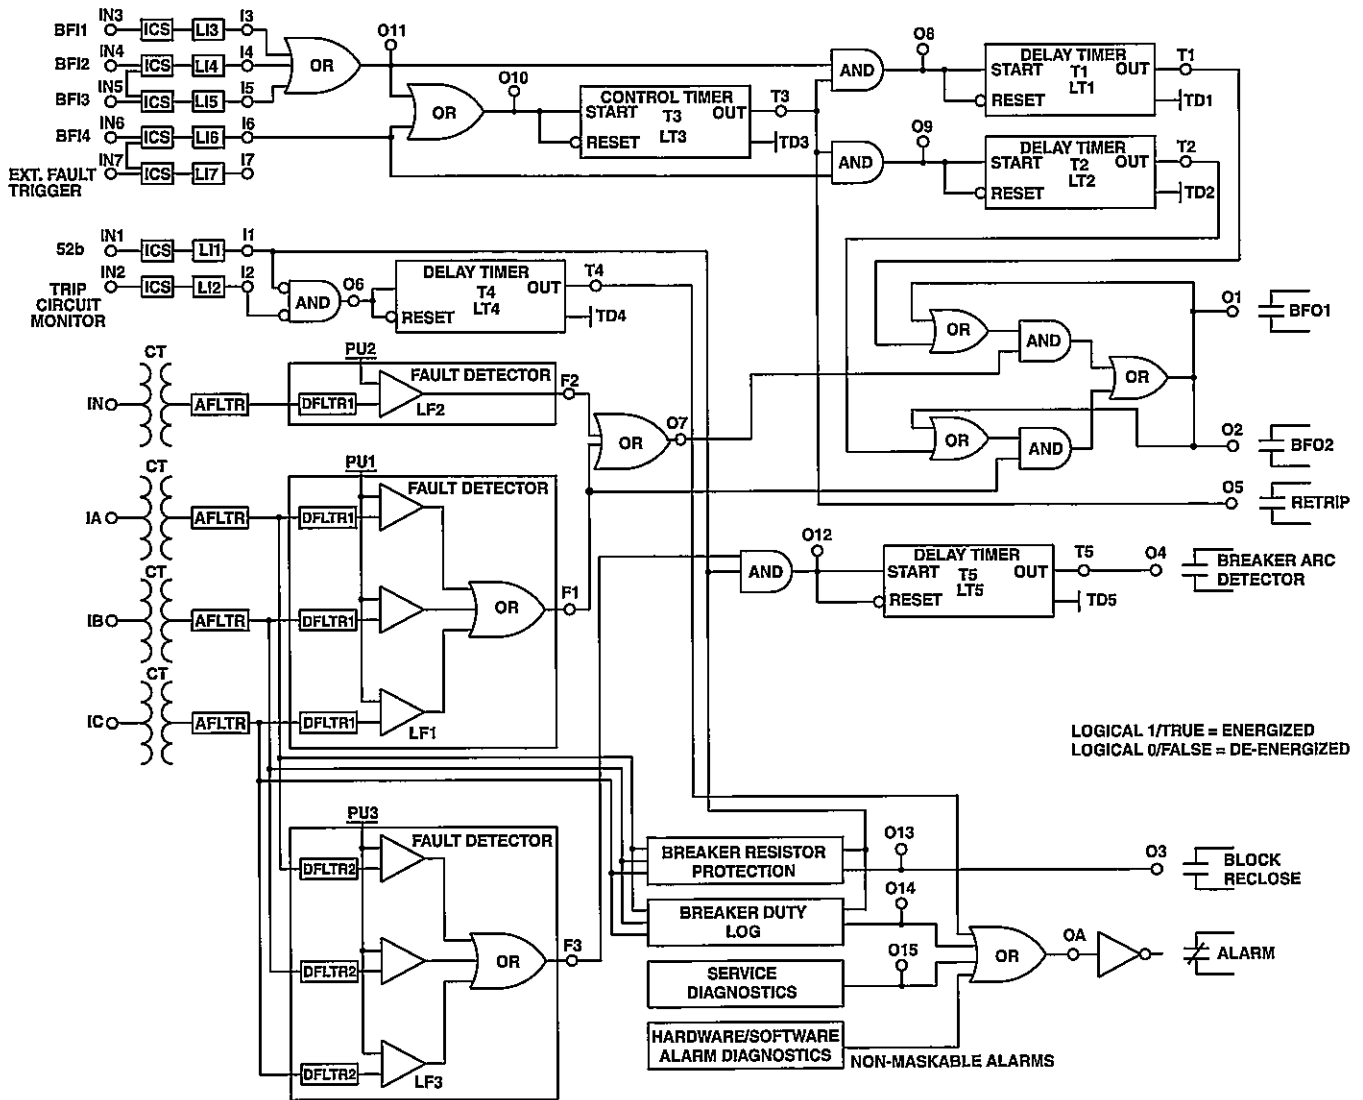 BFI1 IN3 ICS LI3 I3
BFI2 IN4 ICS LI4 I4
BFI3 IN5 ICS LI5 I5
BFI4 IN6 ICS LI6 I6
EXT. FAULT TRIGGER IN7 ICS LI7 I7
OR
O11
OR
O10
CONTROL TIMER
START T3 OUT
RESET LT3
T3
TD3
AND
O8
DELAY TIMER
START T1 OUT
RESET LT1
T1
TD1
AND
O9
DELAY TIMER
START T2 OUT
RESET LT2
T2
TD2
52b IN1 ICS LI1 I1
TRIP CIRCUIT MONITOR IN2 ICS LI2 I2
AND
O6
DELAY TIMER
T4 OUT
RESET LT4
T4
TD4
OR
AND
OR
OR
AND
O1
BFO1
O2
BFO2
O5
RETRIP
CT
IN
AFLTR
PU2
FAULT DETECTOR
DFLTR1
LF2
F2
OR
O7
CT
IA
AFLTR
PU1
FAULT DETECTOR
DFLTR1
CT
IB
AFLTR
DFLTR1
OR
F1
CT
IC
AFLTR
DFLTR1
LF1
AND
O12
DELAY TIMER
START T5 OUT
RESET LT5
T5
TD5
O4
BREAKER ARC
DETECTOR
LOGICAL 1/TRUE = ENERGIZED
LOGICAL 0/FALSE = DE-ENERGIZED
PU3
FAULT DETECTOR
DFLTR2
DFLTR2
OR
F3
DFLTR2
LF3
BREAKER RESISTOR
PROTECTION
O13
O3
BLOCK
RECLOSE
BREAKER DUTY
LOG
O14
SERVICE
DIAGNOSTICS
O15
HARDWARE/SOFTWARE
ALARM DIAGNOSTICS
NON-MASKABLE ALARMS
OR
OA
ALARM